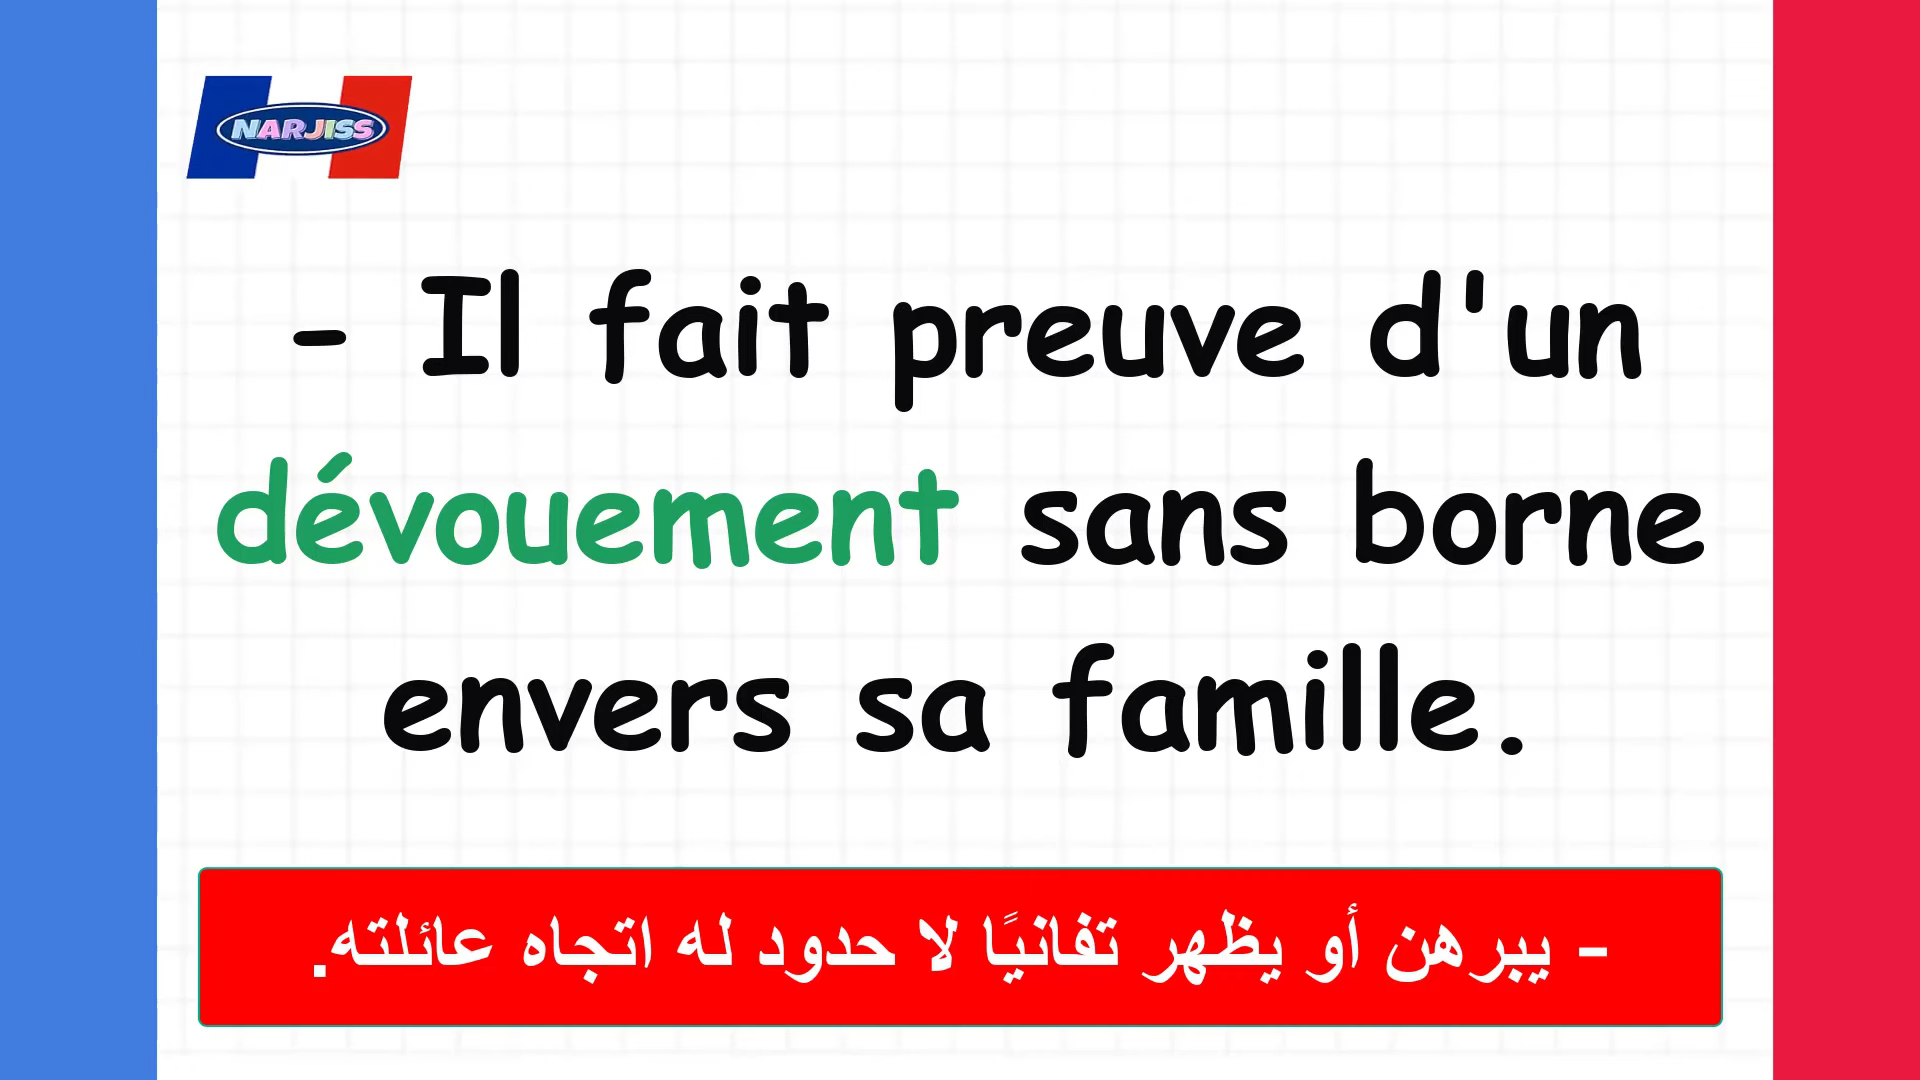 NARJISS
- Il fait preuve d'un
dévouement sans borne
envers sa famille.
- يبرهن أو يظهر تفانيًا لا حدود له اتجاه عائلته.